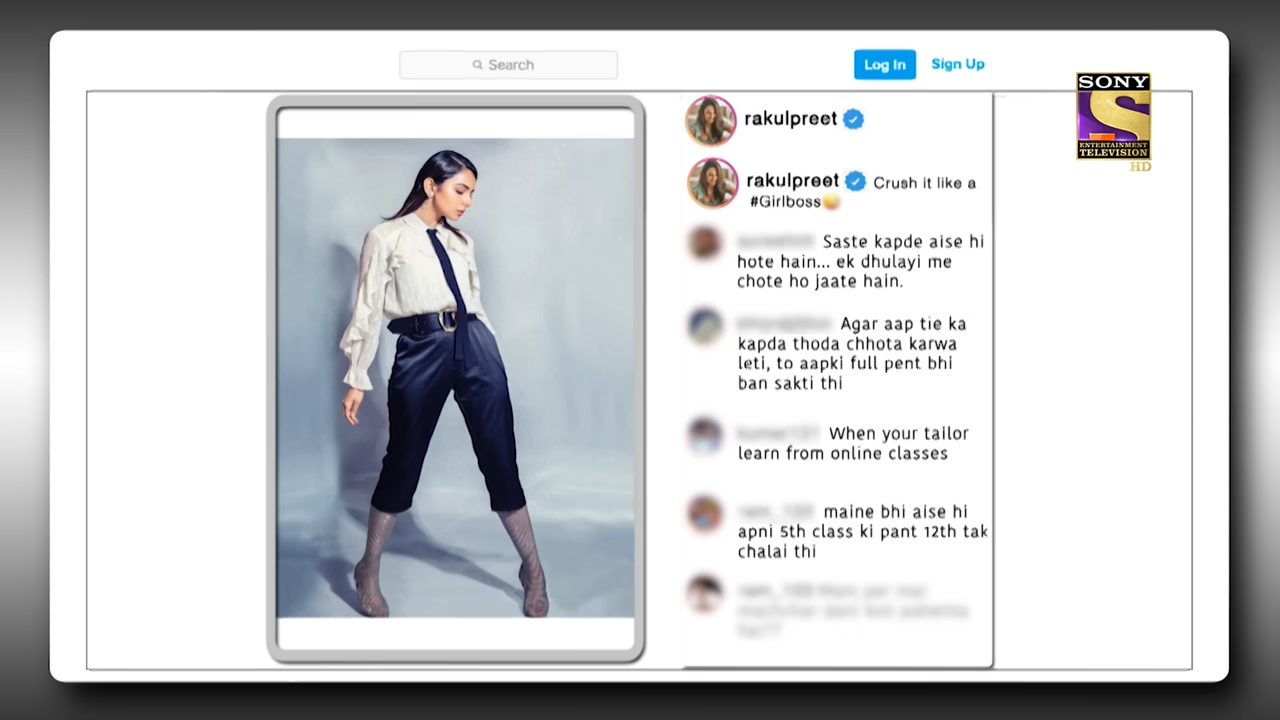 Search
Log In
Sign Up
SONY
S
ENTERTAINMENT
TELEVISION
HD
rakulpreet
rakulpreet Crush it like a
#Girlboss
Saste kapde aise hi
hote hain... ek dhulayi me
chote ho jaate hain.
Agar aap tie ka
kapda thoda chhota karwa
leti, to aapki full pent bhi
ban sakti thi
When your tailor
learn from online classes
maine bhi aise hi
apni 5th class ki pant 12th tak
chalai thi